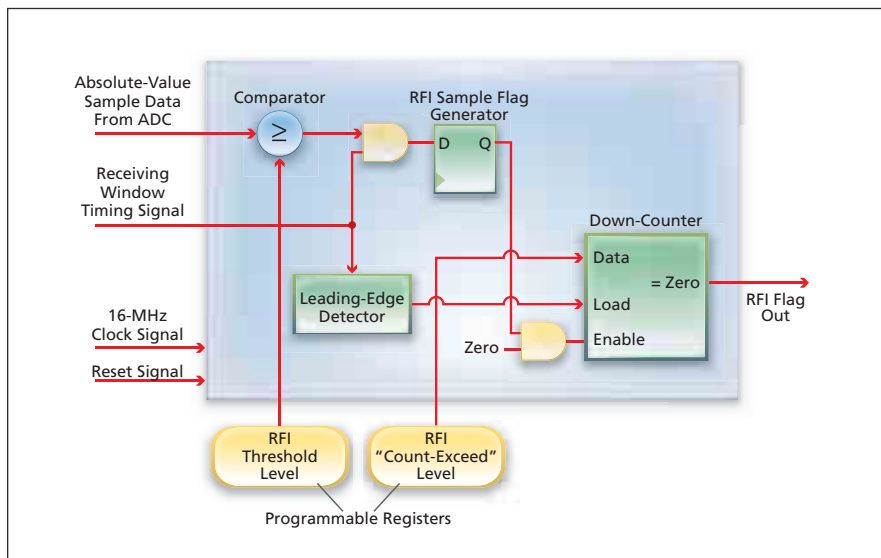 Absolute-Value
Sample Data
From ADC
Comparator
≥
RFI Sample Flag
Generator
D Q
Receiving
Window
Timing Signal
Down-Counter
Data
= Zero
Load
Enable
RFI Flag
Out
Leading-Edge
Detector
Zero
16-MHz
Clock Signal
Reset Signal
RFI
Threshold
Level
RFI
“Count-Exceed”
Level
Programmable Registers